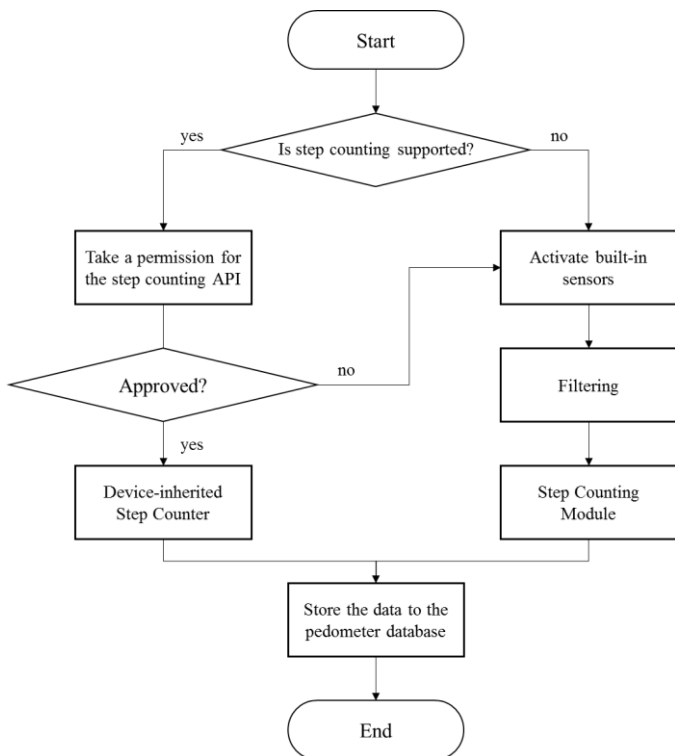 Start
yes
no
Is step counting supported?
Take a permission for
the step counting API
Activate built-in
sensors
Approved?
no
Filtering
yes
Device-inherited
Step Counter
Step Counting
Module
Store the data to the
pedometer database
End